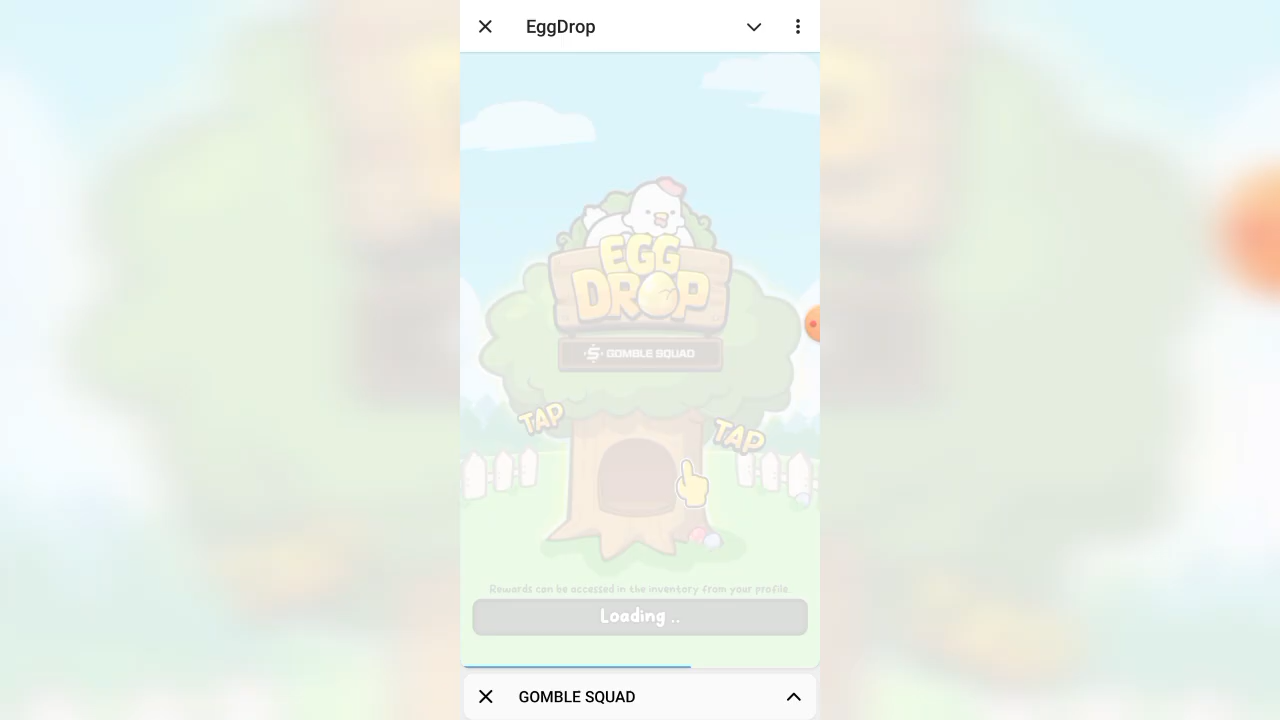 EggDrop
EGG
DROP
GOMBLE SQUAD
TAP
TAP
Rewards can be accessed in the inventory from your profile.
Loading ..
GOMBLE SQUAD